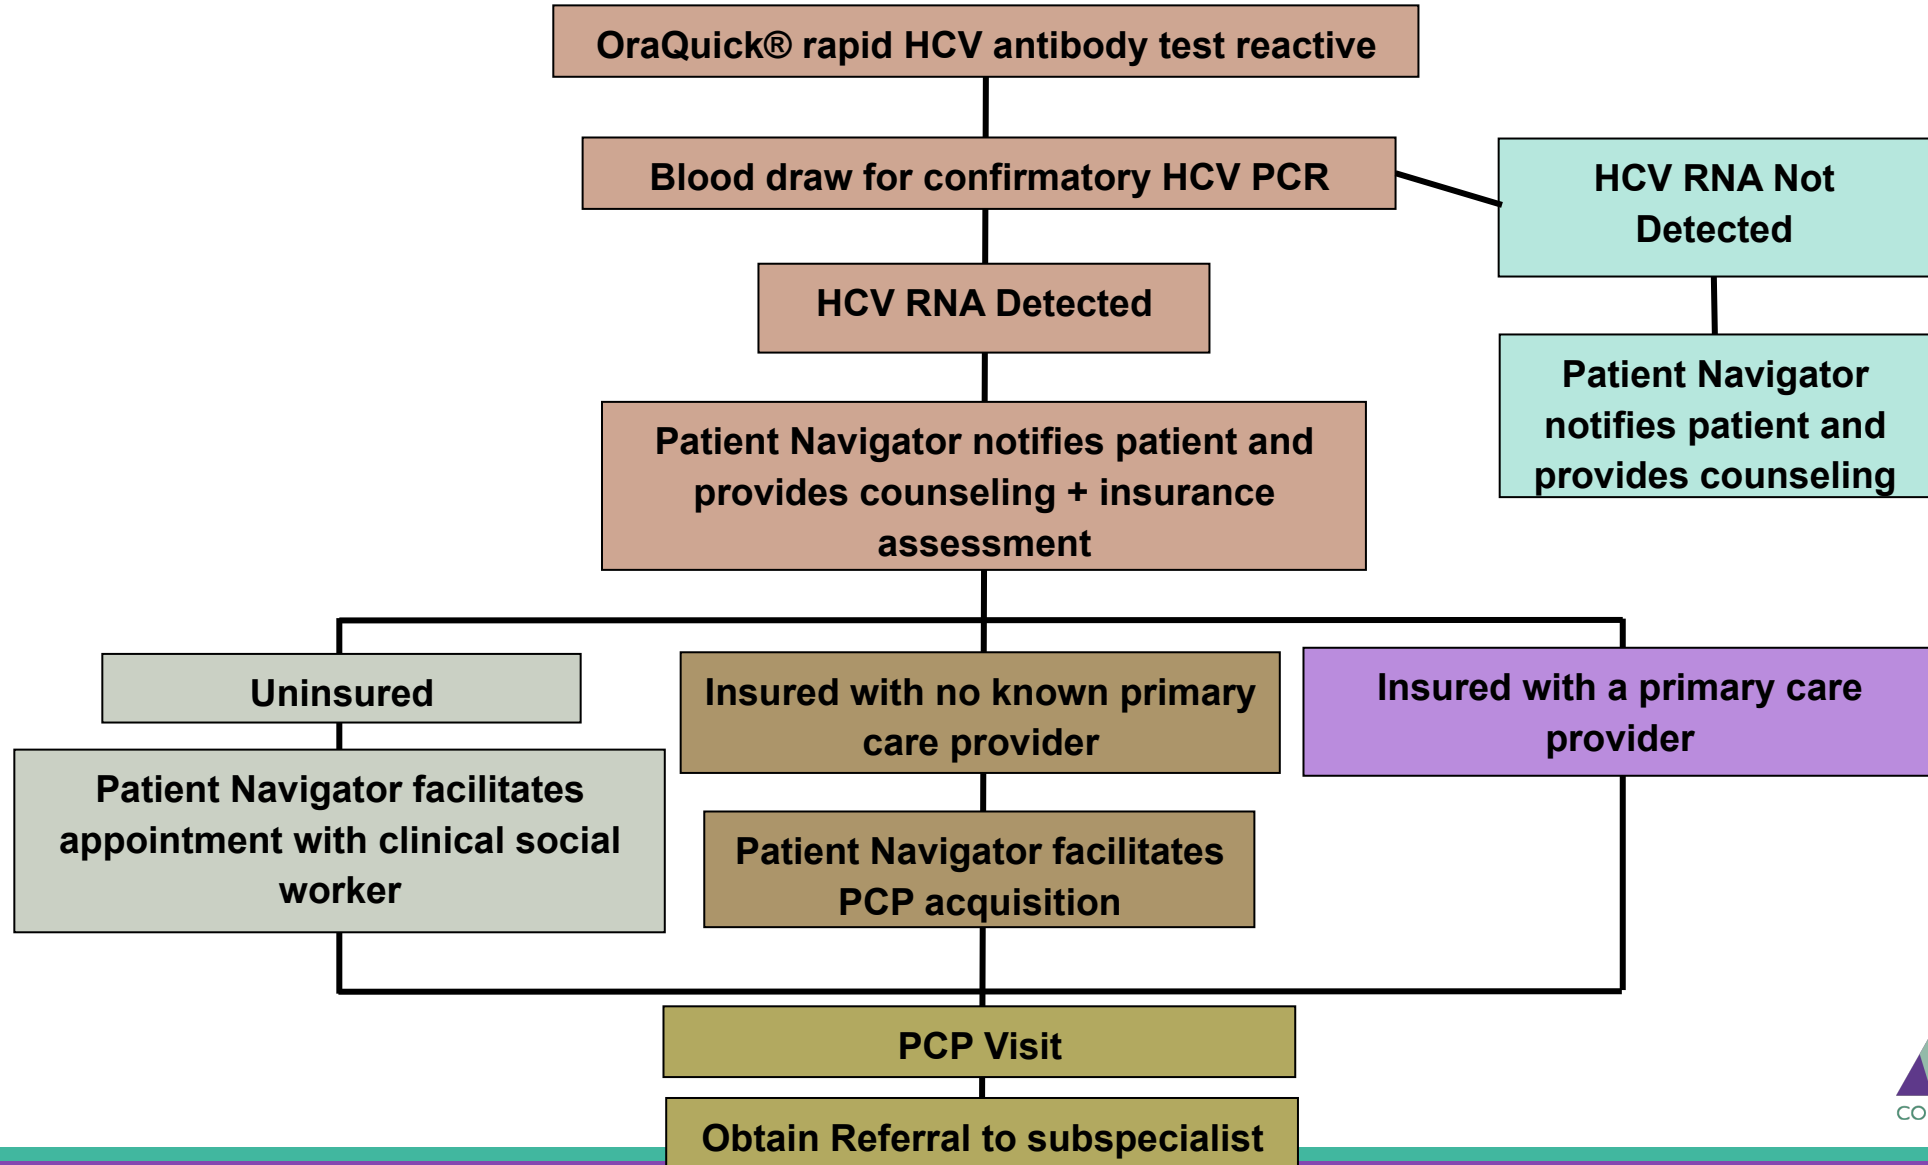 OraQuick® rapid HCV antibody test reactive
Blood draw for confirmatory HCV PCR
HCV RNA Not
Detected
HCV RNA Detected
Patient Navigator
notifies patient and
provides counseling
Patient Navigator notifies patient and
provides counseling + insurance
assessment
Uninsured
Insured with no known primary
care provider
Insured with a primary care
provider
Patient Navigator facilitates
appointment with clinical social
worker
Patient Navigator facilitates
PCP acquisition
PCP Visit
CO
Obtain Referral to subspecialist